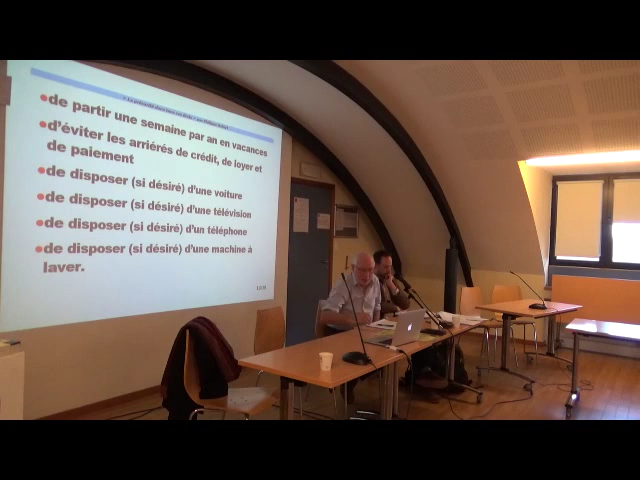 •de partir une semaine par an en vacances
•d'éviter les arriérés de crédit, de loyer et
de paiement
•de disposer (si désiré) d'une voiture
•de disposer (si désiré) d'une télévision
•de disposer (si désiré) d'un téléphone
•de disposer (si désiré) d'une machine à
laver.